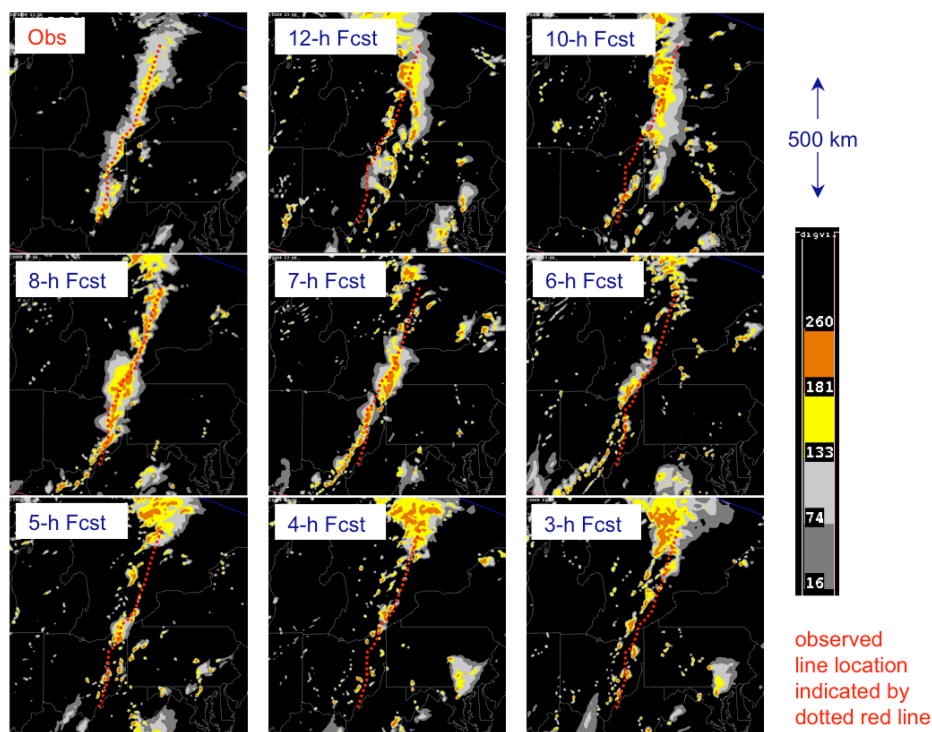 Obs
12-h Fcst
10-h Fcst
500 km
8-h Fcst
7-h Fcst
6-h Fcst
5-h Fcst
4-h Fcst
3-h Fcst
260
181
133
74
16
observed
line location
indicated by
dotted red line